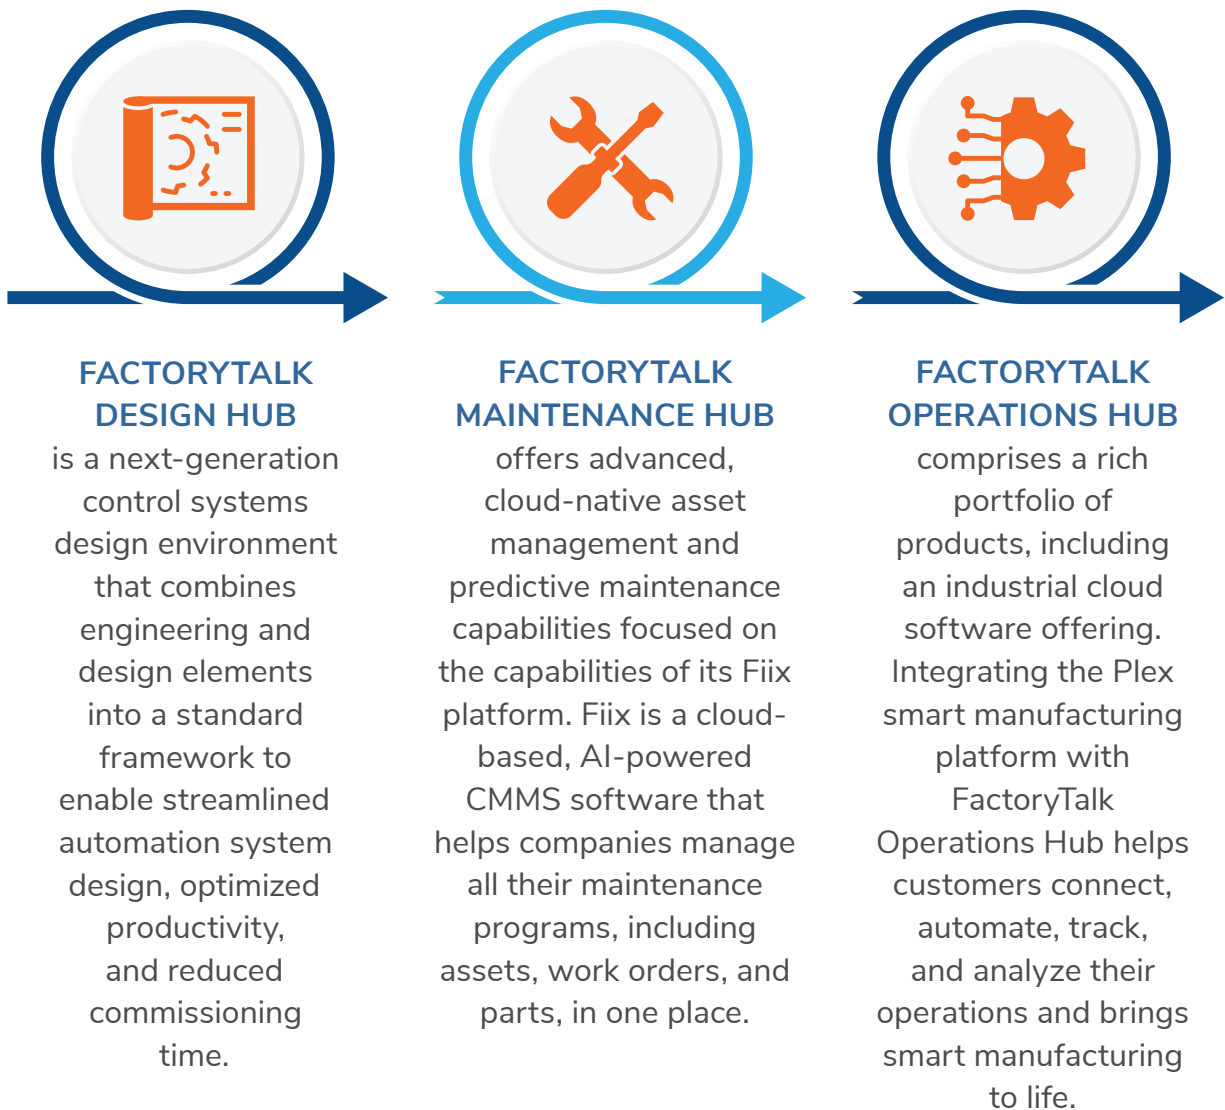 FACTORYTALK
DESIGN HUB
is a next-generation
control systems
design environment
that combines
engineering and
design elements
into a standard
framework to
enable streamlined
automation system
design, optimized
productivity,
and reduced
commissioning
time.
FACTORYTALK
MAINTENANCE HUB
offers advanced,
cloud-native asset
management and
predictive maintenance
capabilities focused on
the capabilities of its Fiix
platform. Fiix is a cloud-
based, AI-powered
CMMS software that
helps companies manage
all their maintenance
programs, including
assets, work orders, and
parts, in one place.
FACTORYTALK
OPERATIONS HUB
comprises a rich
portfolio of
products, including
an industrial cloud
software offering.
Integrating the Plex
smart manufacturing
platform with
FactoryTalk
Operations Hub helps
customers connect,
automate, track,
and analyze their
operations and brings
smart manufacturing
to life.